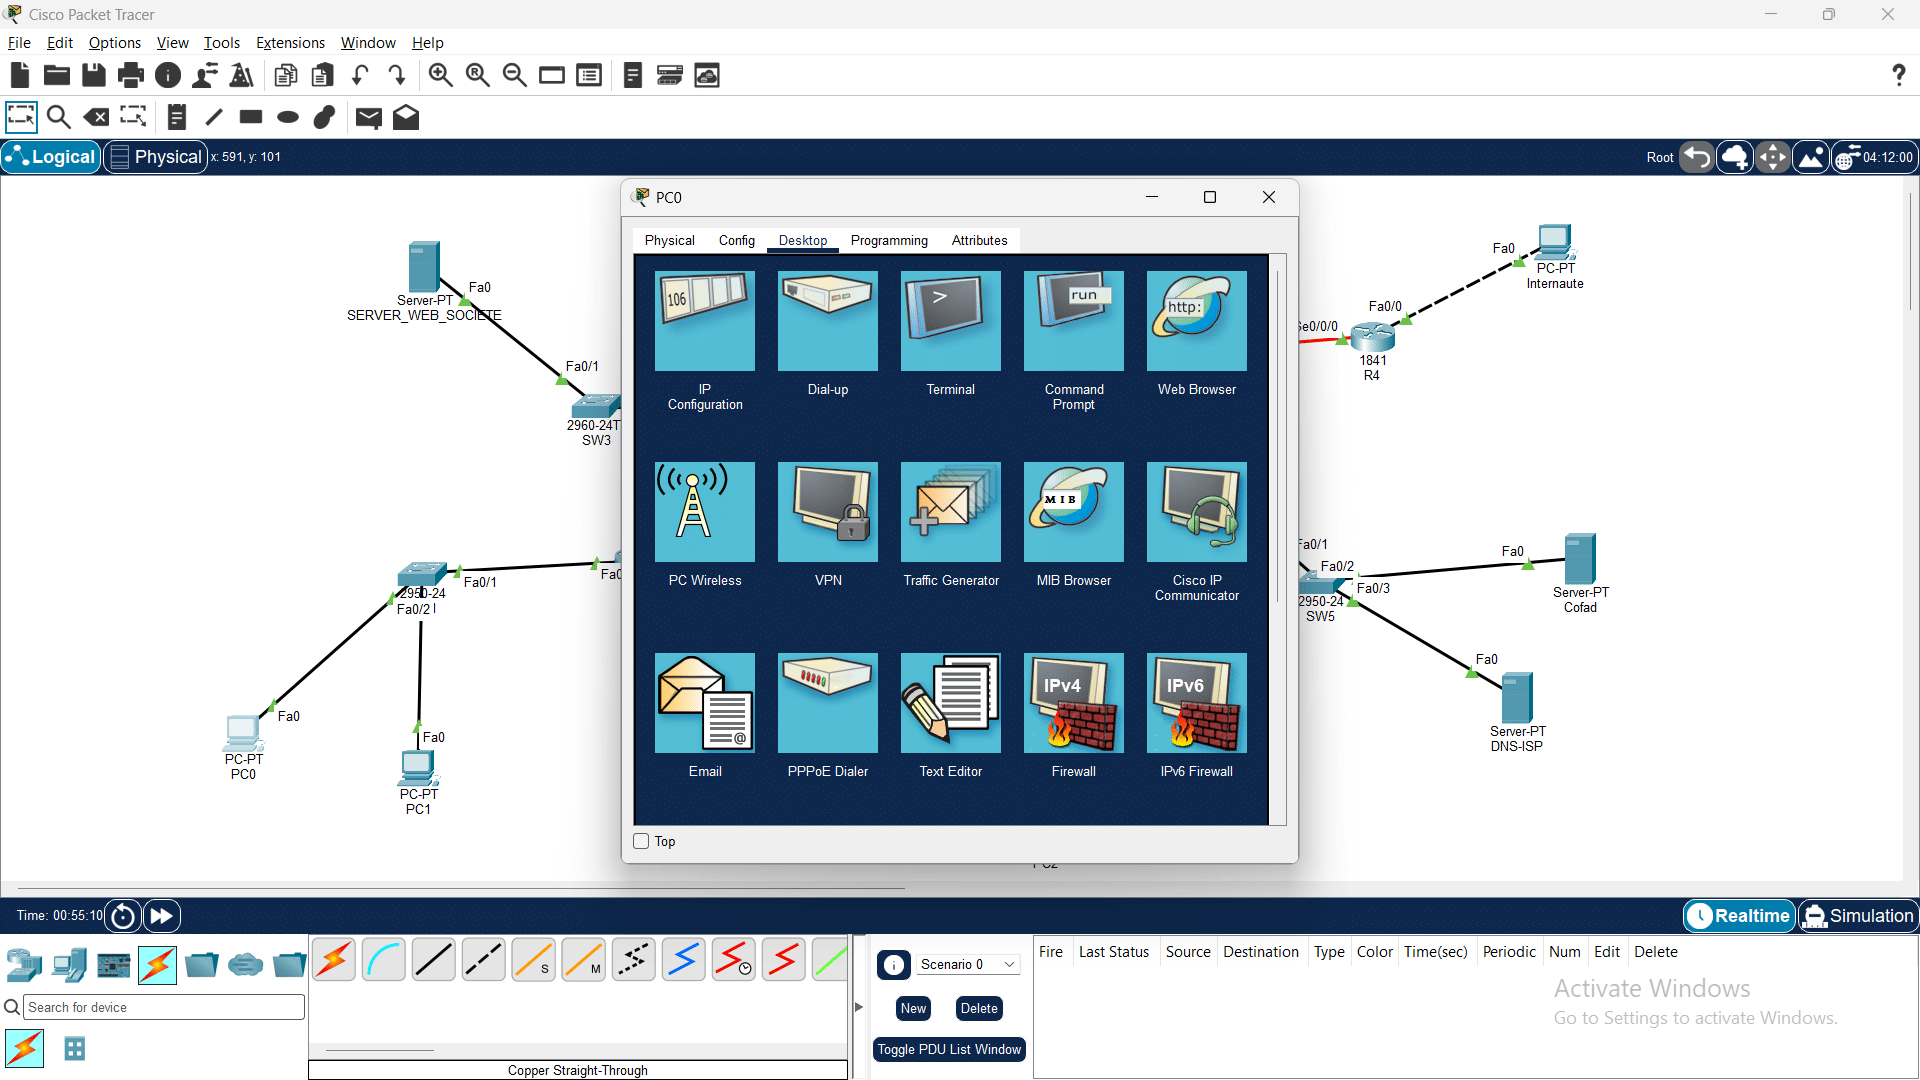 Cisco Packet Tracer
File Edit Options View Tools Extensions Window Help
Logical Physical x: 591, y: 101 Root 04:12:00
PC0
Physical Config Desktop Programming Attributes
106
>
run
http:
IP
Configuration
Dial-up
Terminal
Command
Prompt
Web Browser
MIB
PC Wireless
VPN
Traffic Generator
MIB Browser
Cisco IP
Communicator
@
IPv4
IPv6
Email
PPPoE Dialer
Text Editor
Firewall
IPv6 Firewall
Top
Fa0
Server-PT
SERVER_WEB_SOCIETE
Fa0/1
2960-24T
SW3
Fa0/1
2950-24
Fa0/2
Fa0
PC-PT
PC0
Fa0
PC-PT
PC1
Fa0
PC-PT
Internaute
Fa0/0
Se0/0/0
1841
R4
Fa0/1
Fa0/2
Fa0/3
2950-24
SW5
Fa0
Server-PT
Cofad
Fa0
Server-PT
DNS-ISP
Time: 00:55:10 Realtime Simulation
Search for device
S
M
Copper Straight-Through
Scenario 0
New Delete
Toggle PDU List Window
Fire Last Status Source Destination Type Color Time(sec) Periodic Num Edit Delete
Activate Windows
Go to Settings to activate Windows.